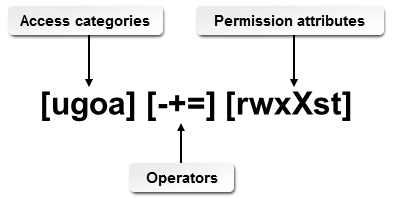 Access categories
Permission attributes
[ugoa] [-+=] [rwxXst]
Operators